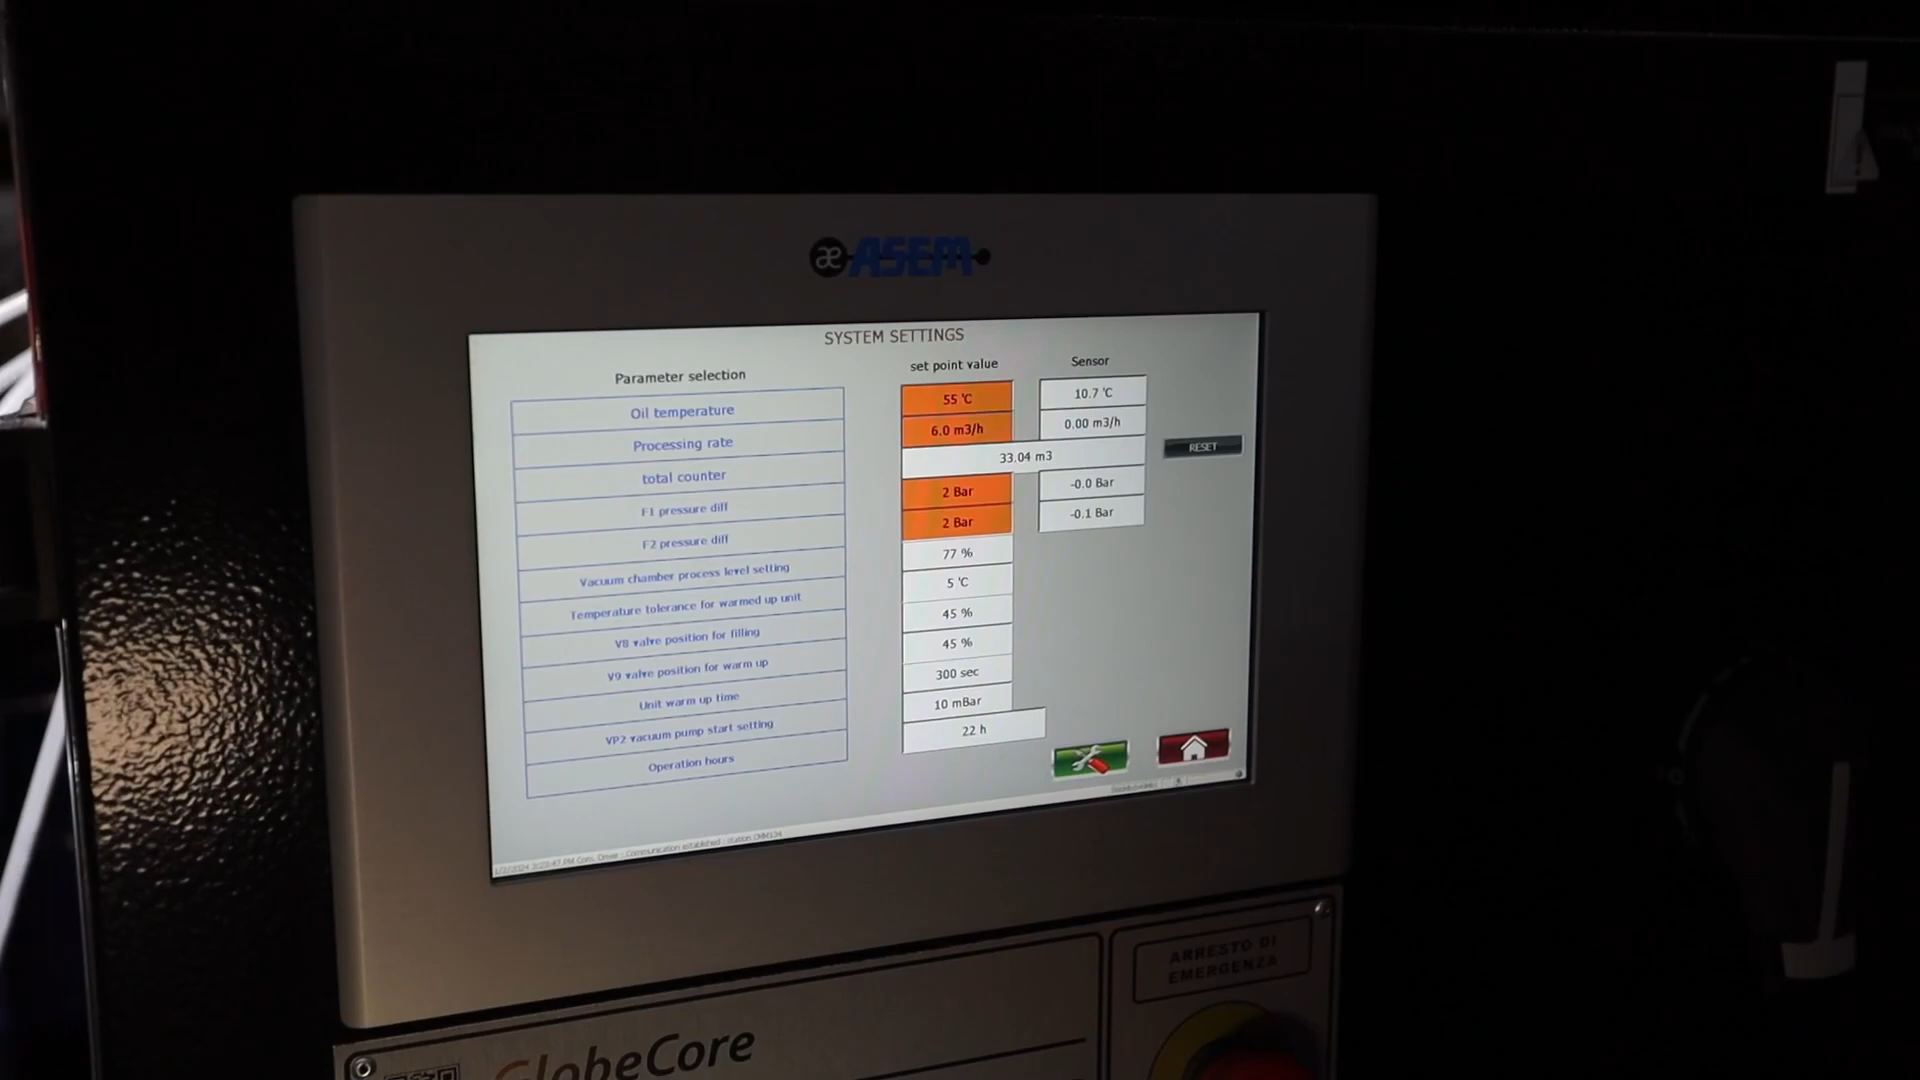 æ ASEM
SYSTEM SETTINGS
Parameter selection set point value Sensor
Oil temperature 55 °C 10.7 °C
Processing rate 6.0 m3/h 0.00 m3/h
total counter 33.04 m3 RESET
F1 pressure diff 2 Bar -0.0 Bar
F2 pressure diff 2 Bar -0.1 Bar
Vacuum chamber process level setting 77 %
Temperature tolerance for warmed up unit 5 °C
V8 valve position for filling 45 %
V9 valve position for warm up 45 %
Unit warm up time 300 sec
VP2 vacuum pump start setting 10 mBar
Operation hours 22 h
Communication established
ARRESTO DI
EMERGENZA
GlobeCore